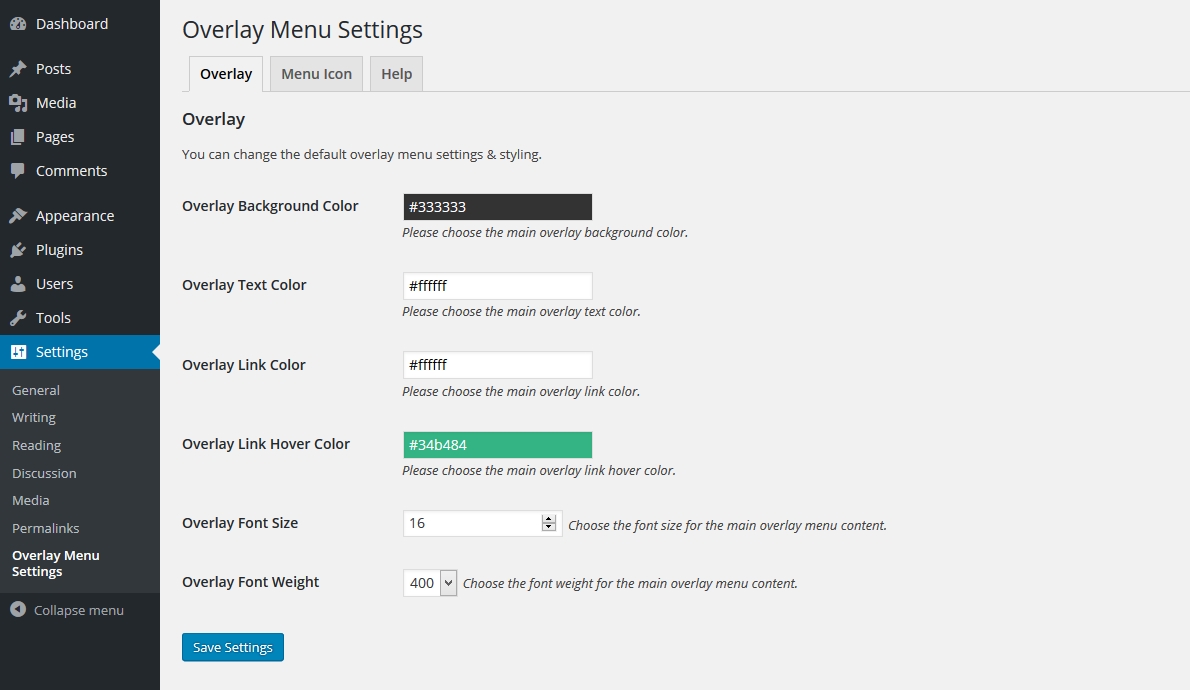 Dashboard
Posts
Media
Pages
Comments
Appearance
Plugins
Users
Tools
Settings
General
Writing
Reading
Discussion
Media
Permalinks
Overlay Menu
Settings
Collapse menu
Overlay Menu Settings
Overlay
Menu Icon
Help
Overlay
You can change the default overlay menu settings & styling.
Overlay Background Color
#333333
Please choose the main overlay background color.
Overlay Text Color
#ffffff
Please choose the main overlay text color.
Overlay Link Color
#ffffff
Please choose the main overlay link color.
Overlay Link Hover Color
#34b484
Please choose the main overlay link hover color.
Overlay Font Size
16
Choose the font size for the main overlay menu content.
Overlay Font Weight
400
Choose the font weight for the main overlay menu content.
Save Settings